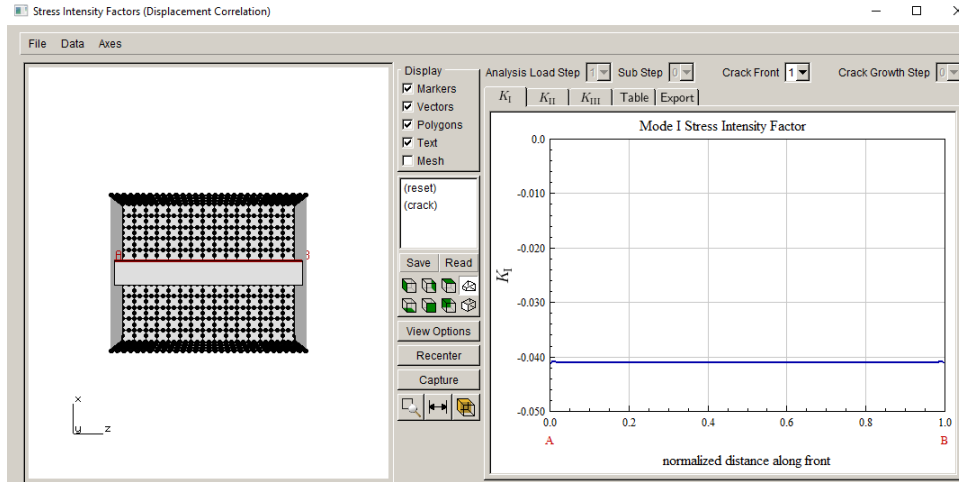 Stress Intensity Factors (Displacement Correlation)
File Data Axes
A B
x
y z
Display
Markers
Vectors
Polygons
Text
Mesh
(reset)
(crack)
Save Read
View Options
Recenter
Capture
Analysis Load Step 1 Sub Step 0 Crack Front 1 Crack Growth Step 0
KI KII KIII Table Export
Mode I Stress Intensity Factor
0.0
-0.010
-0.020
-0.030
-0.040
-0.050
KI
0.0 0.2 0.4 0.6 0.8 1.0
A B
normalized distance along front